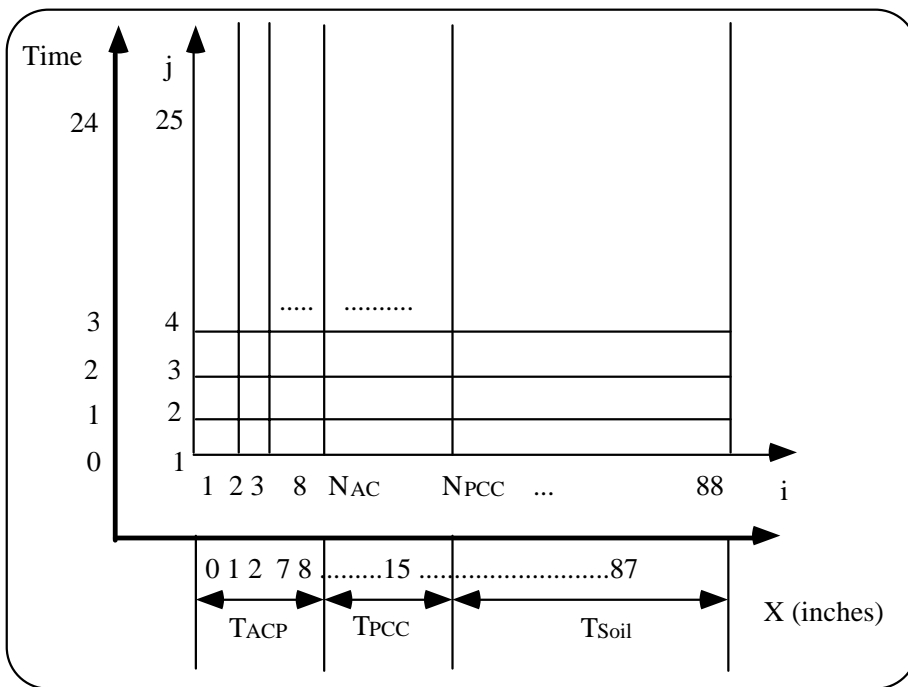 Time j
24 25
..... ..........
3 4
2 3
1 2
0 1
1 2 3 8 NAC NPCC ... 88 i
0 1 2 7 8 .........15 ..............................87
TACP TPCC TSoil X (inches)